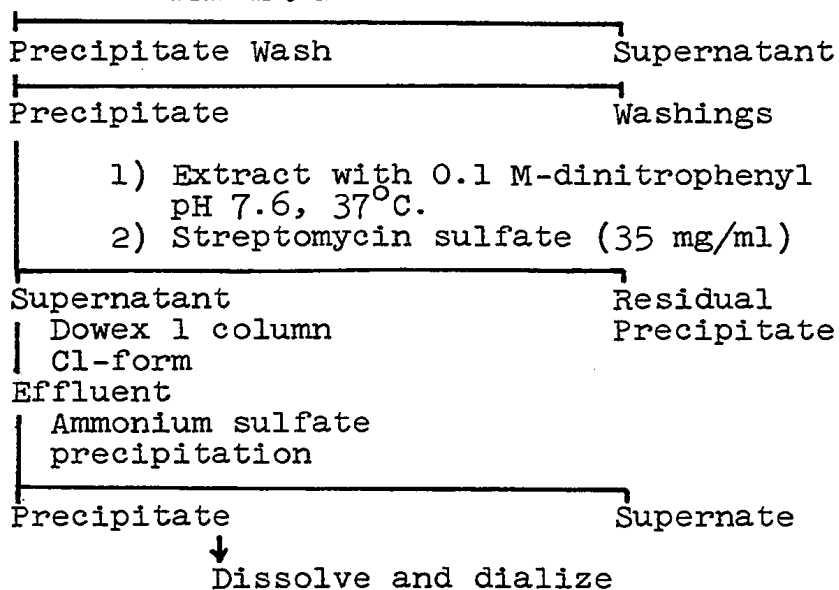 Precipitate Wash Supernatant
Precipitate Washings
1) Extract with 0.1 M-dinitrophenyl
pH 7.6, 37°C.
2) Streptomycin sulfate (35 mg/ml)
Supernatant Residual
Dowex 1 column Precipitate
Cl-form
Effluent
Ammonium sulfate
precipitation
Precipitate Supernate
Dissolve and dialize